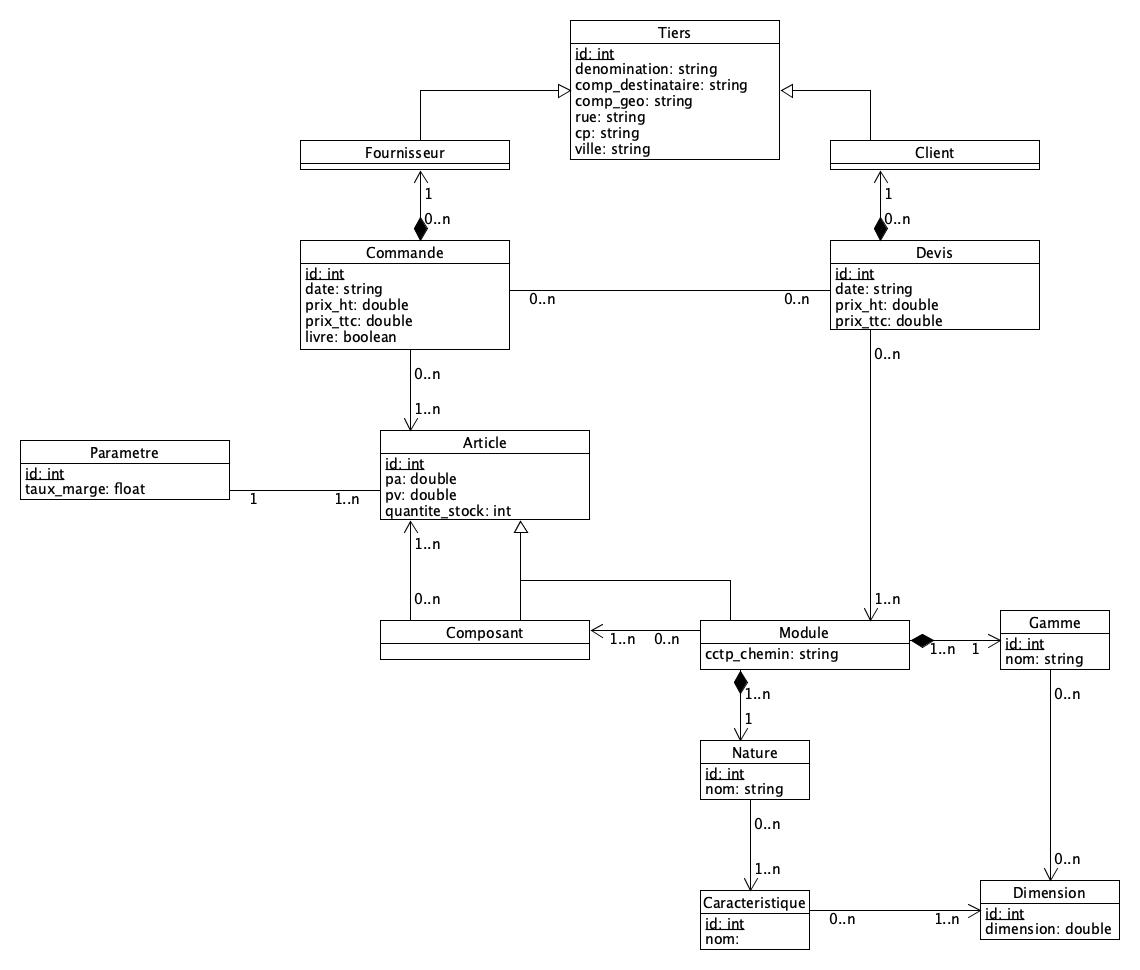 Tiers
id: int
denomination: string
comp_destinataire: string
comp_geo: string
rue: string
cp: string
ville: string
Fournisseur
Client
1
0..n
1
0..n
Commande
id: int
date: string
prix_ht: double
prix_ttc: double
livre: boolean
Devis
id: int
date: string
prix_ht: double
prix_ttc: double
0..n
0..n
0..n
1..n
0..n
1..n
Parametre
id: int
taux_marge: float
1
1..n
Article
id: int
pa: double
pv: double
quantite_stock: int
1..n
0..n
Composant
1..n
0..n
Module
cctp_chemin: string
1..n
1
Gamme
id: int
nom: string
1..n
1
0..n
0..n
Nature
id: int
nom: string
0..n
1..n
Caracteristique
id: int
nom:
0..n
1..n
Dimension
id: int
dimension: double